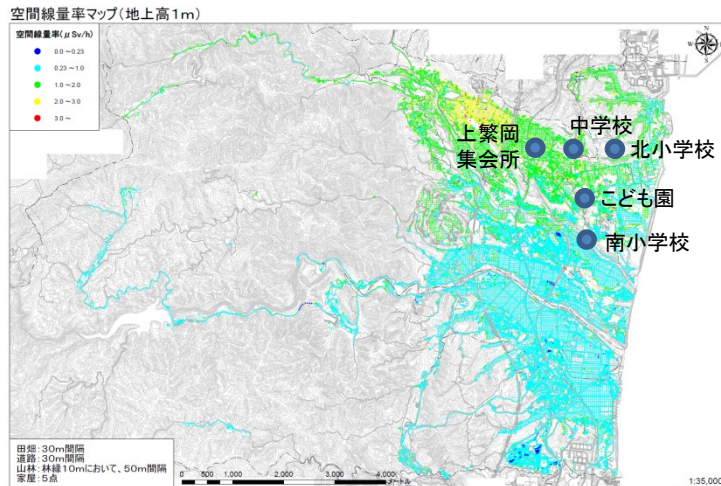 空間線量率マップ(地上高1m)
空間線量率(μSv/h)
0.0~0.23
0.23~1.0
1.0~2.0
2.0~3.0
3.0~
N
W
E
S
上繁岡
集会所
中学校
北小学校
こども園
南小学校
田畑:30m間隔
道路:30m間隔
山林:林縁10mにおいて、50m間隔
家屋:5点
0 500 1,000 2,000 3,000 4,000
メートル
1:35,000